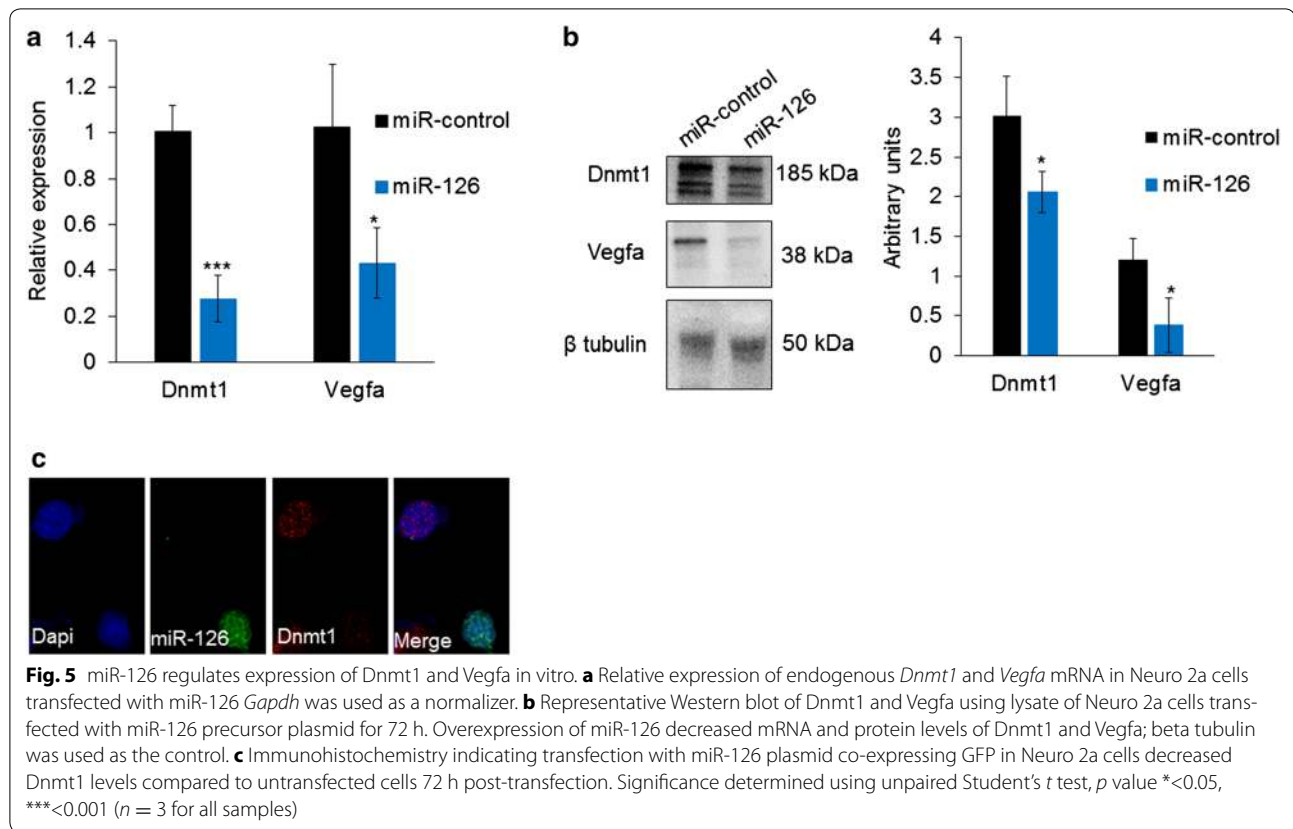 a
1.4
1.2
1
0.8
0.6
0.4
0.2
0
Relative expression
miR-control
miR-126
***
*
Dnmt1 Vegfa
b
miR-control
miR-126
Dnmt1 185 kDa
Vegfa 38 kDa
β tubulin 50 kDa
4
3.5
3
2.5
2
1.5
1
0.5
0
Arbitrary units
miR-control
miR-126
*
*
Dnmt1 Vegfa
c
Dapi miR-126 Dnmt1 Merge
Fig. 5 miR-126 regulates expression of Dnmt1 and Vegfa in vitro. a Relative expression of endogenous Dnmt1 and Vegfa mRNA in Neuro 2a cells
transfected with miR-126 Gapdh was used as a normalizer. b Representative Western blot of Dnmt1 and Vegfa using lysate of Neuro 2a cells trans-
fected with miR-126 precursor plasmid for 72 h. Overexpression of miR-126 decreased mRNA and protein levels of Dnmt1 and Vegfa; beta tubulin
was used as the control. c Immunohistochemistry indicating transfection with miR-126 plasmid co-expressing GFP in Neuro 2a cells decreased
Dnmt1 levels compared to untransfected cells 72 h post-transfection. Significance determined using unpaired Student's t test, p value *<0.05,
***<0.001 (n = 3 for all samples)